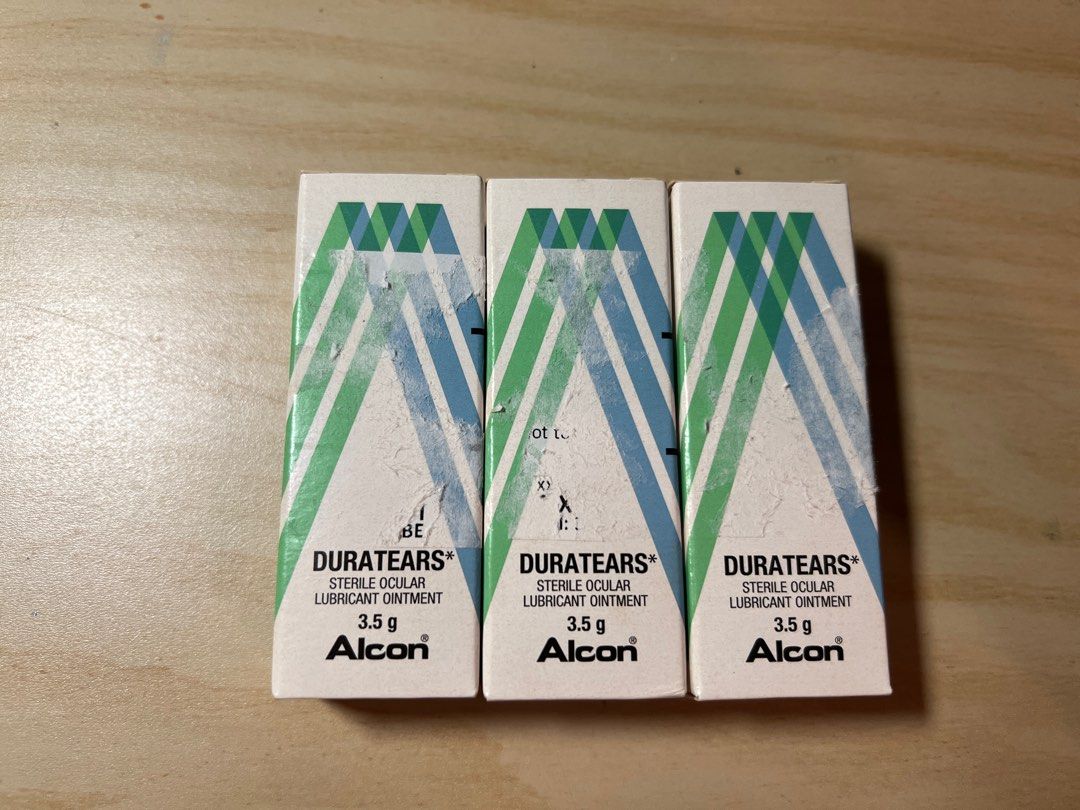 BE
DURATEARS*
STERILE OCULAR
LUBRICANT OINTMENT
3.5 g
Alcon®
DURATEARS*
STERILE OCULAR
LUBRICANT OINTMENT
3.5 g
Alcon®
DURATEARS*
STERILE OCULAR
LUBRICANT OINTMENT
3.5 g
Alcon®